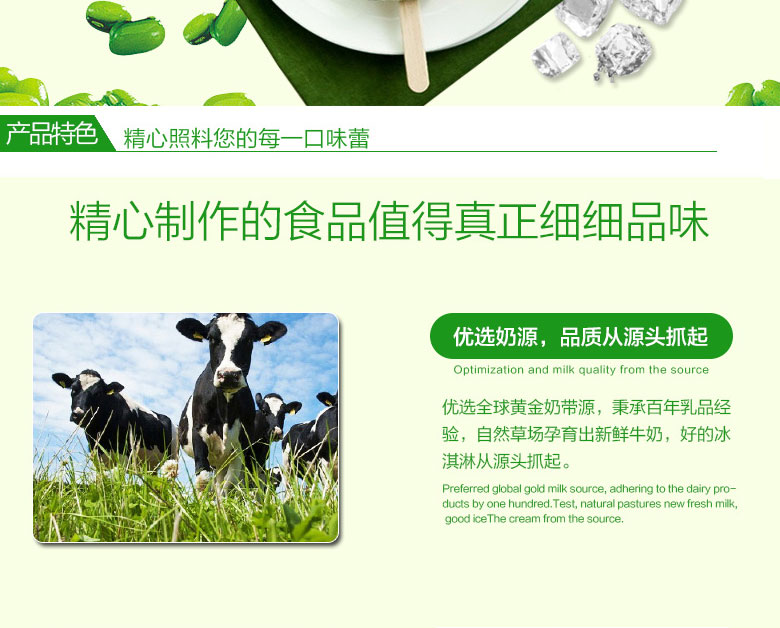 产品特色
精心照料您的每一口味蕾
精心制作的食品值得真正细细品味
优选奶源，品质从源头抓起
Optimization and milk quality from the source
优选全球黄金奶带源，秉承百年乳品经
验，自然草场孕育出新鲜牛奶，好的冰
淇淋从源头抓起。
Preferred global gold milk source, adhering to the dairy pro-
ducts by one hundred.Test, natural pastures new fresh milk,
good iceThe cream from the source.